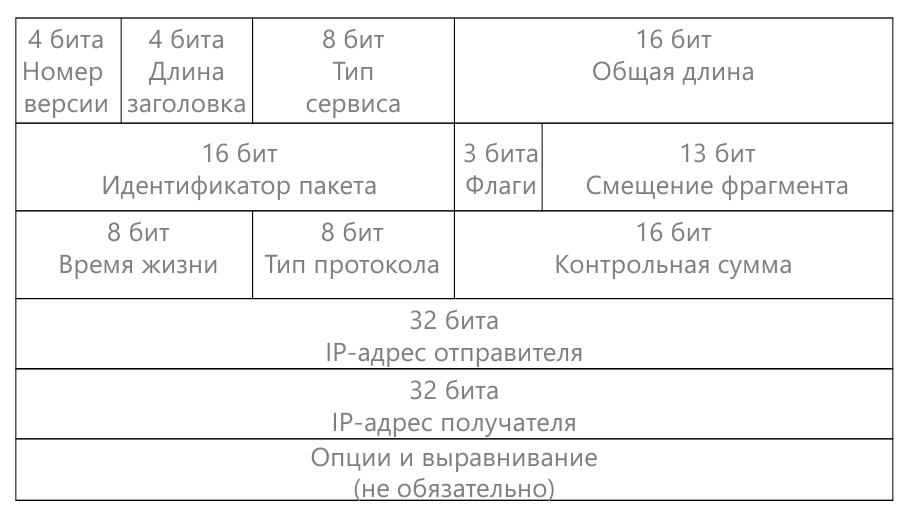 4 бита
Номер
версии
4 бита
Длина
заголовка
8 бит
Тип
сервиса
16 бит
Общая длина
16 бит
Идентификатор пакета
3 бита
Флаги
13 бит
Смещение фрагмента
8 бит
Время жизни
8 бит
Тип протокола
16 бит
Контрольная сумма
32 бита
IP-адрес отправителя
32 бита
IP-адрес получателя
Опции и выравнивание
(не обязательно)